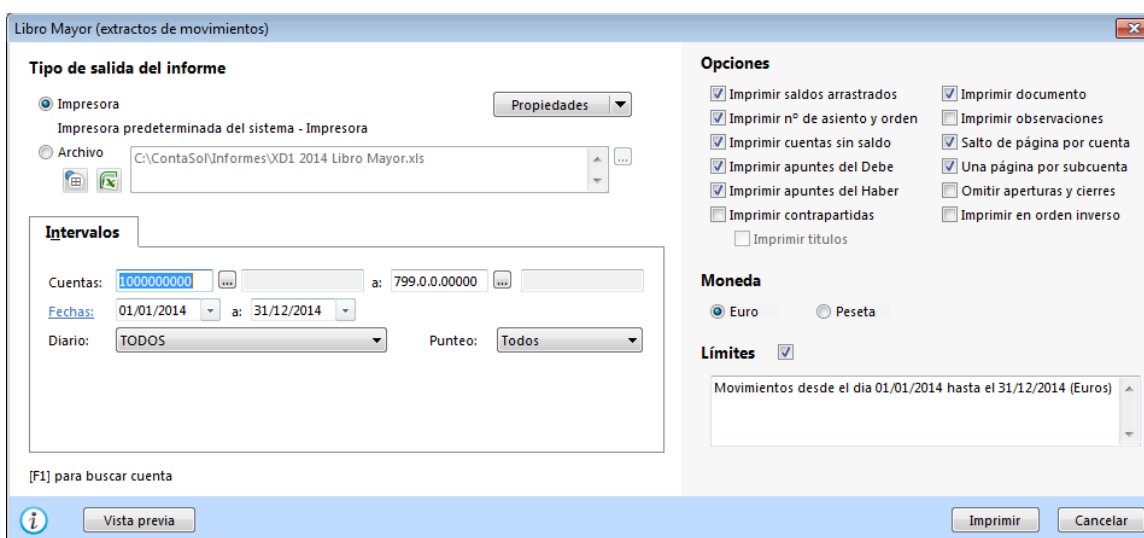 Libro Mayor (extractos de movimientos)
Tipo de salida del informe
Impresora
Propiedades
Impresora predeterminada del sistema - Impresora
Archivo
C:\ContaSol\Informes\XD1 2014 Libro Mayor.xls
...
Intervalos
Cuentas: 1000000000 ... a: 799.0.0.00000 ...
Fechas: 01/01/2014 a: 31/12/2014
Diario: TODOS Punteo: Todos
[F1] para buscar cuenta
Opciones
Imprimir saldos arrastrados Imprimir documento
Imprimir nº de asiento y orden Imprimir observaciones
Imprimir cuentas sin saldo Salto de página por cuenta
Imprimir apuntes del Debe Una página por subcuenta
Imprimir apuntes del Haber Omitir aperturas y cierres
Imprimir contrapartidas Imprimir en orden inverso
Imprimir titulos
Moneda
Euro Peseta
Límites
Movimientos desde el dia 01/01/2014 hasta el 31/12/2014 (Euros)
Vista previa Imprimir Cancelar